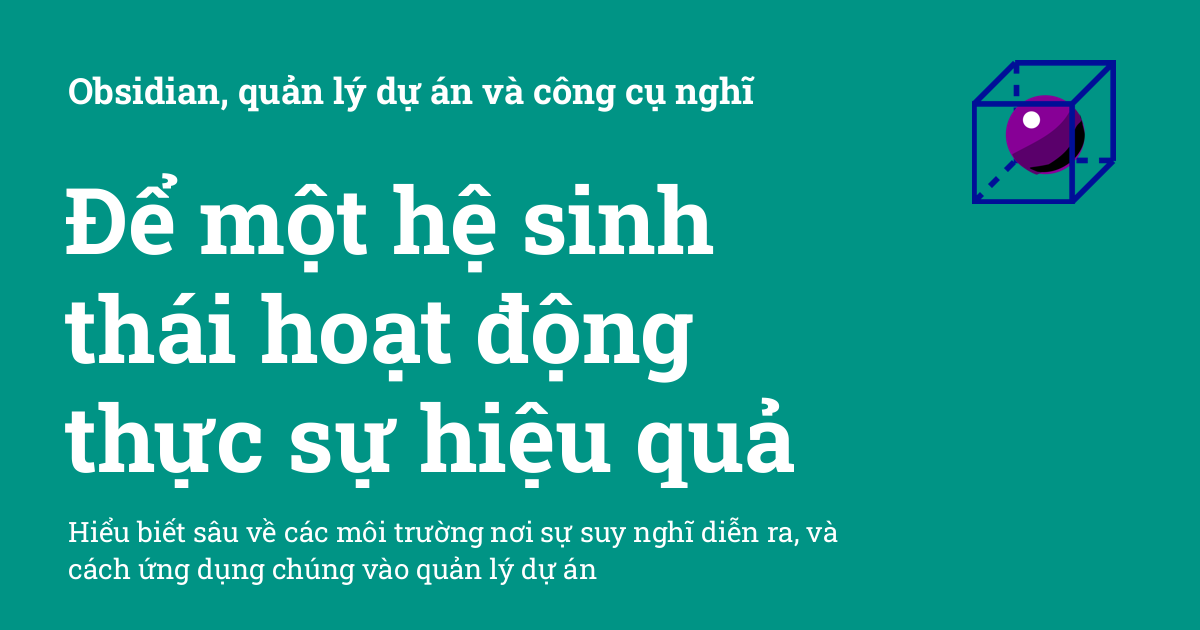 Obsidian, quản lý dự án và công cụ nghĩ
Để một hệ sinh
thái hoạt động
thực sự hiệu quả
Hiểu biết sâu về các môi trường nơi sự suy nghĩ diễn ra, và
cách ứng dụng chúng vào quản lý dự án